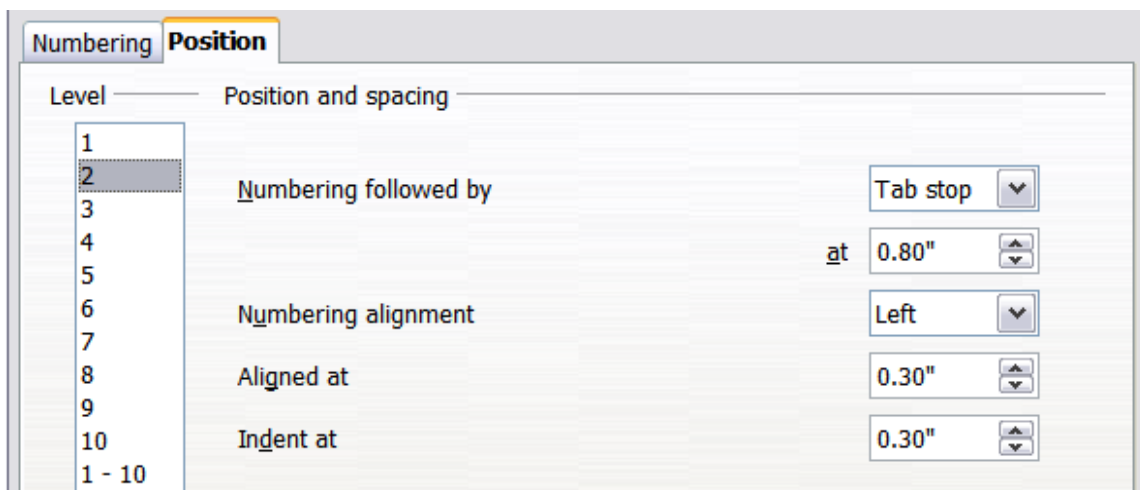 Numbering Position
Level Position and spacing
1
2
3
4
5
6
7
8
9
10
1 - 10
Numbering followed by Tab stop
at 0.80"
Numbering alignment Left
Aligned at 0.30"
Indent at 0.30"